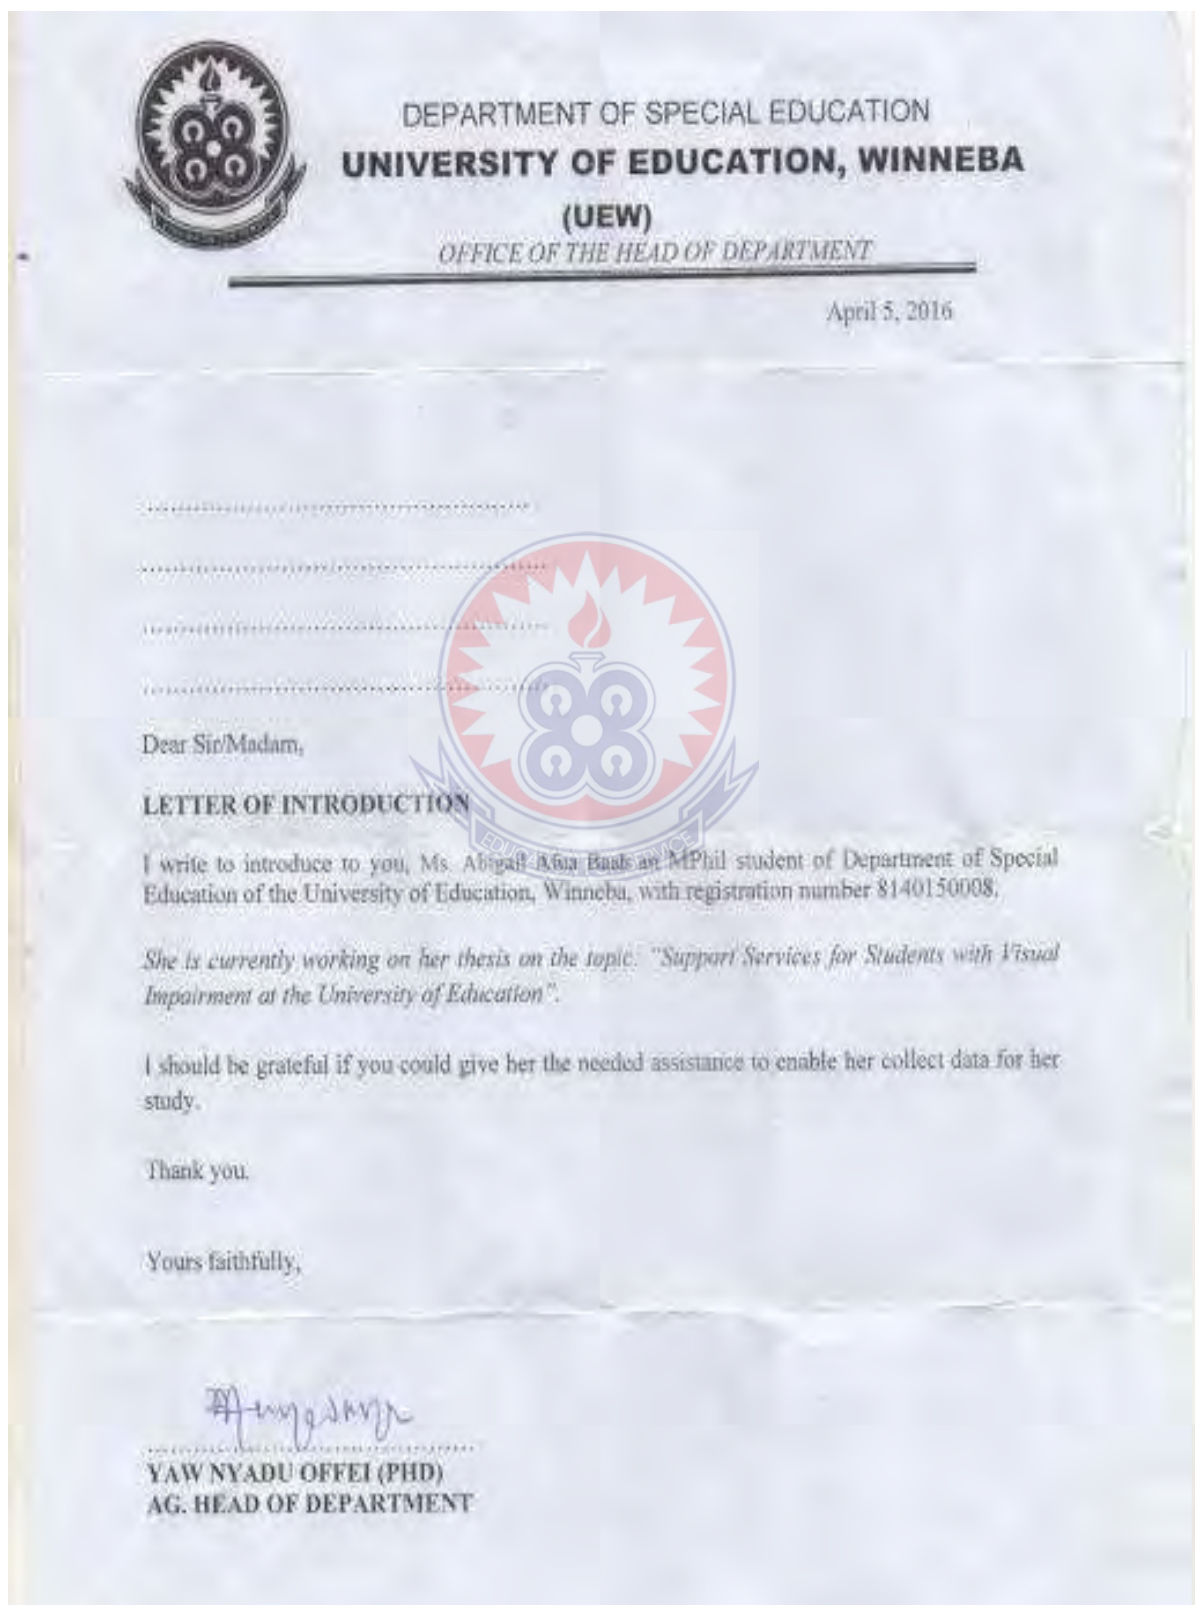 DEPARTMENT OF SPECIAL EDUCATION
UNIVERSITY OF EDUCATION, WINNEBA
(UEW)
OFFICE OF THE HEAD OF DEPARTMENT
April 5, 2016
Dear Sir/Madam,
LETTER OF INTRODUCTION
I write to introduce to you, Ms. Abigail Afua Baah an MPhil student of Department of Special
Education of the University of Education, Winneba, with registration number 8140150008.
She is currently working on her thesis on the topic. "Support Services for Students with Visual
Impairment at the University of Education".
I should be grateful if you could give her the needed assistance to enable her collect data for her
study.
Thank you.
Yours faithfully,
YAW NYADU OFFEI (PHD)
AG. HEAD OF DEPARTMENT